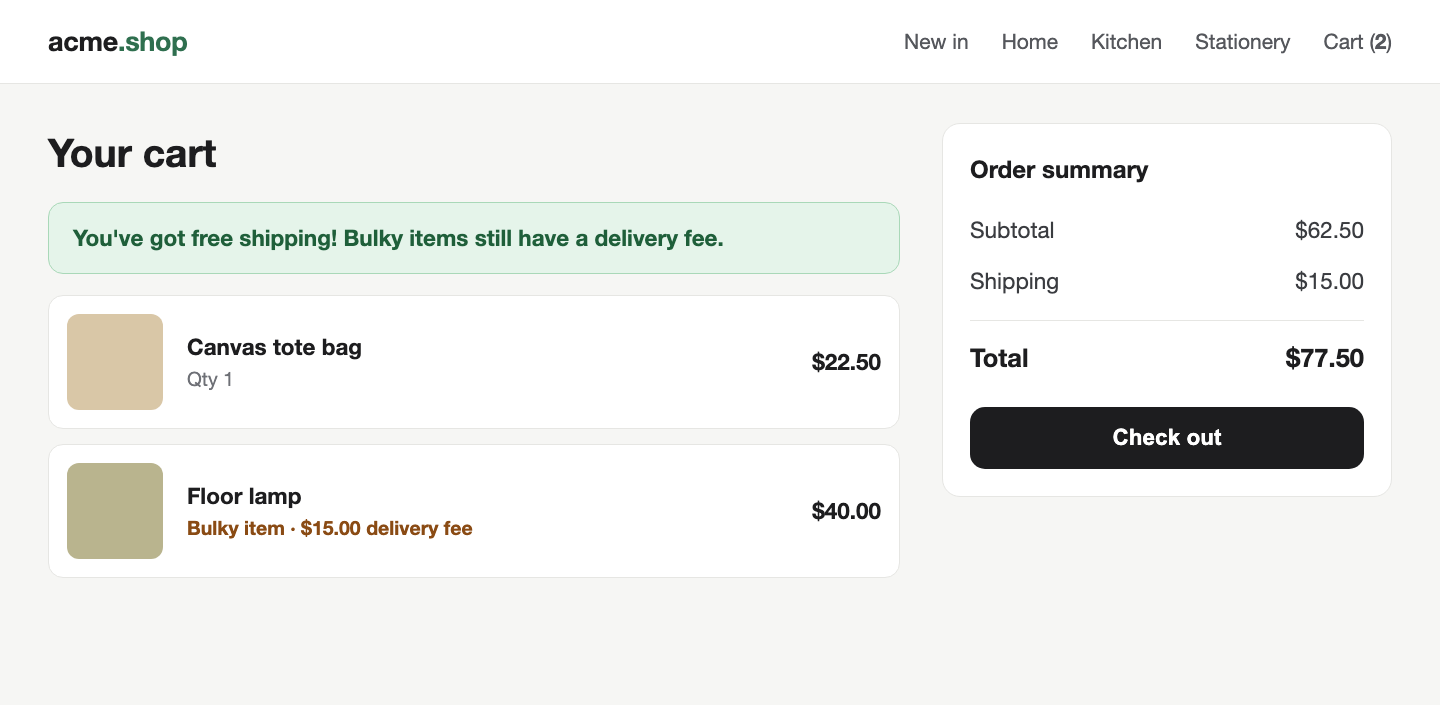 acme.shop
New in
Home
Kitchen
Stationery
Cart (2)
Your cart
You've got free shipping! Bulky items still have a delivery fee.
Canvas tote bag
Qty 1
$22.50
Floor lamp
Bulky item · $15.00 delivery fee
$40.00
Order summary
Subtotal $62.50
Shipping $15.00
Total $77.50
Check out